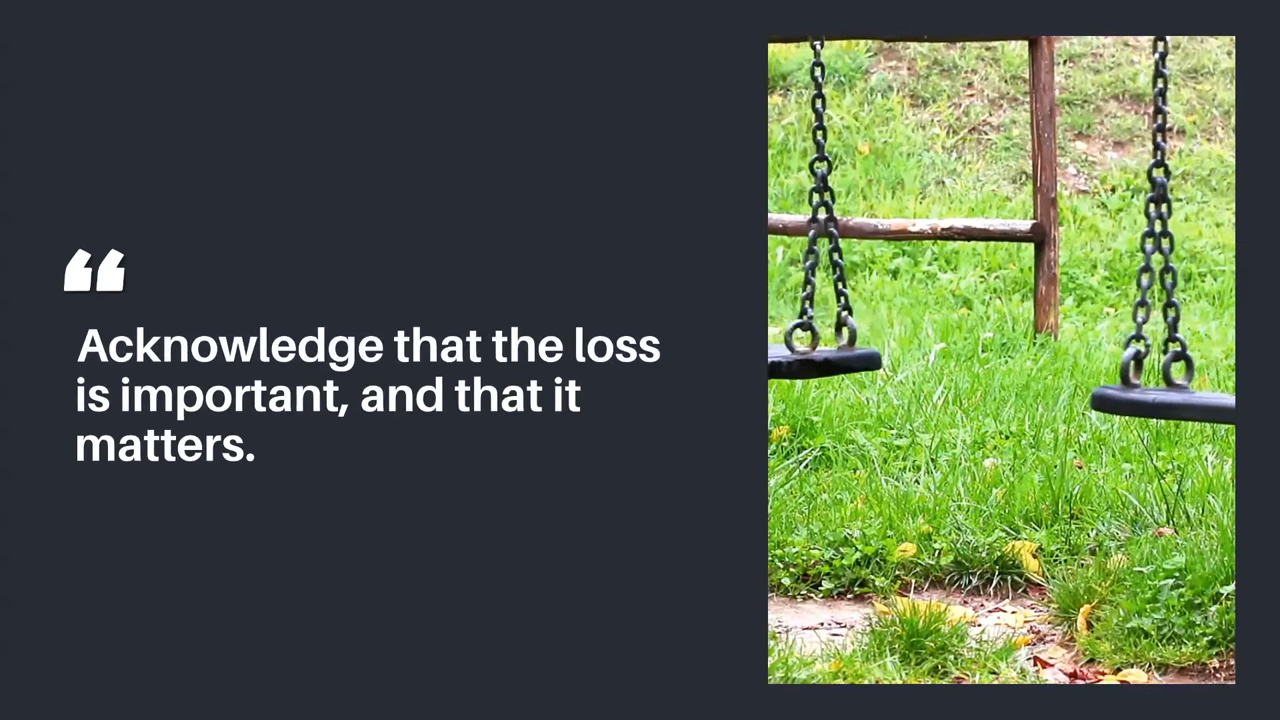 “
Acknowledge that the loss
is important, and that it
matters.